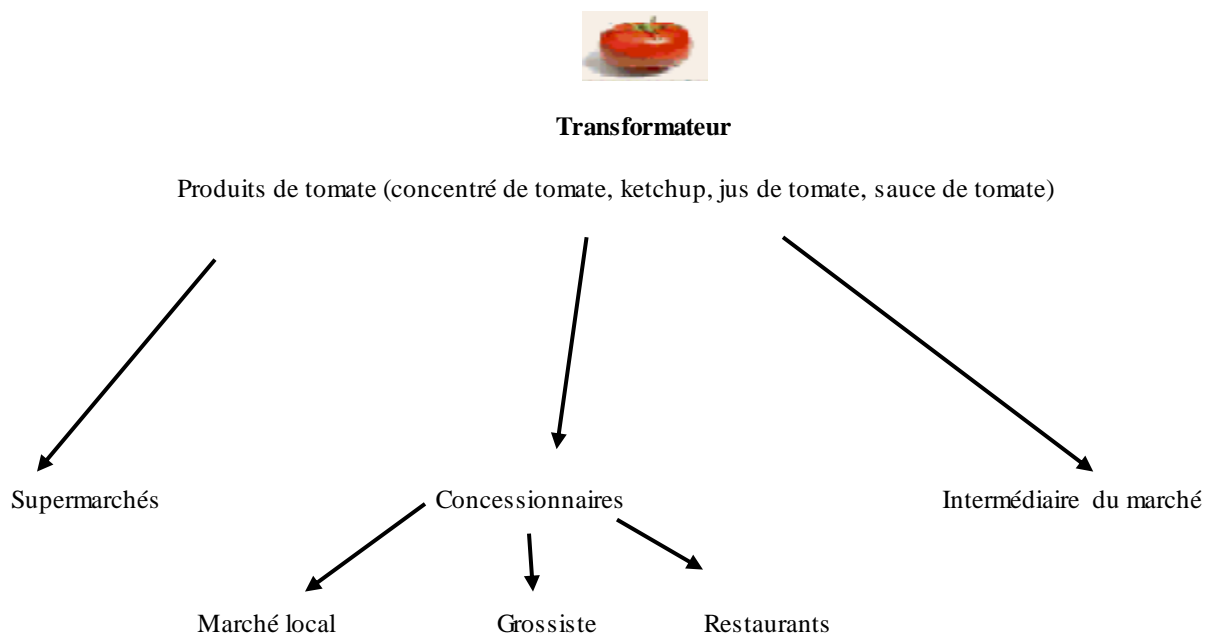 Transformateur
Produits de tomate (concentré de tomate, ketchup, jus de tomate, sauce de tomate)
Supermarchés
Concessionnaires
Intermédiaire du marché
Marché local
Grossiste
Restaurants